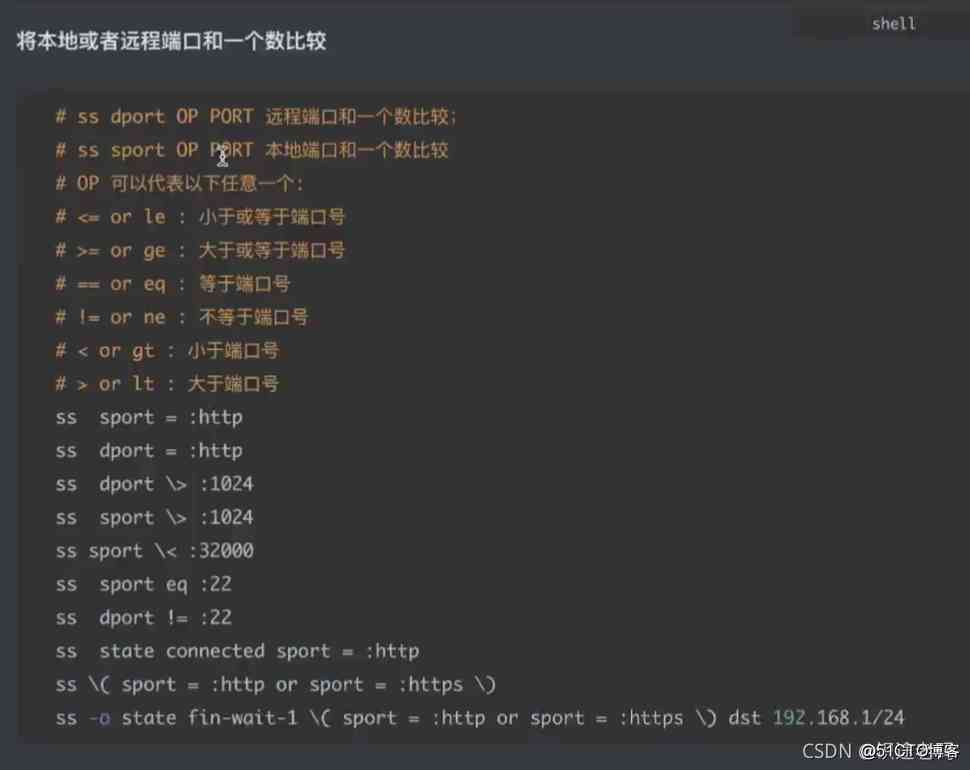 shell
将本地或者远程端口和一个数比较
# ss dport OP PORT 远程端口和一个数比较;
# ss sport OP PORT 本地端口和一个数比较
# OP 可以代表以下任意一个:
# <= or le : 小于或等于端口号
# >= or ge : 大于或等于端口号
# == or eq : 等于端口号
# != or ne : 不等于端口号
# < or gt : 小于端口号
# > or lt : 大于端口号
ss  sport = :http
ss  dport = :http
ss  dport \> :1024
ss  sport \> :1024
ss sport \< :32000
ss  sport eq :22
ss  dport != :22
ss  state connected sport = :http
ss \( sport = :http or sport = :https \)
ss -o state fin-wait-1 \( sport = :http or sport = :https \) dst 192.168.1/24
CSDN